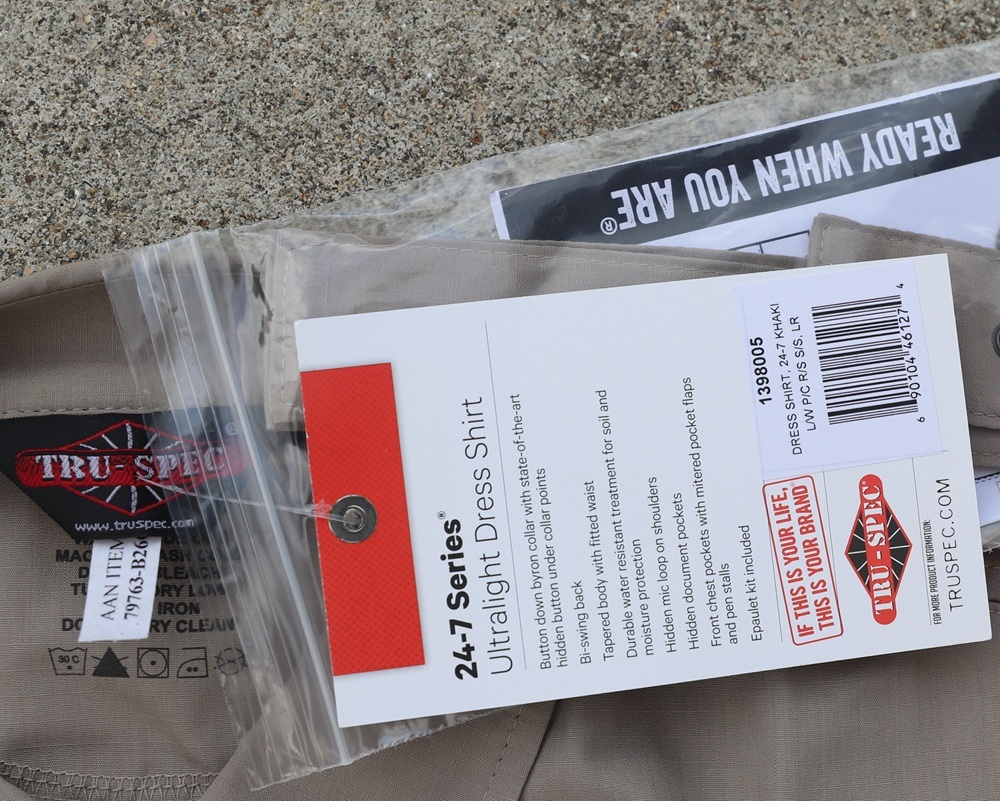 READY WHEN YOU ARE®
TRU-SPEC®
www.truspec.com
AAN ITEM
79763-B26
DRY CLEAN
IRON
30 C
24-7 Series®
Ultralight Dress Shirt
Button down byron collar with state-of-the-art
hidden button under collar points
Bi-swing back
Tapered body with fitted waist
Durable water resistant treatment for soil and
moisture protection
Hidden mic loop on shoulders
Hidden document pockets
Front chest pockets with mitered pocket flaps
and pen stalls
Epaulet kit included
1398005
DRESS SHIRT, 24-7 KHAKI
L/W P/C R/S S/S, LR
6 90104 46127 4
IF THIS IS YOUR LIFE,
THIS IS YOUR BRAND
TRU-SPEC
FOR MORE PRODUCT INFORMATION:
TRUSPEC.COM